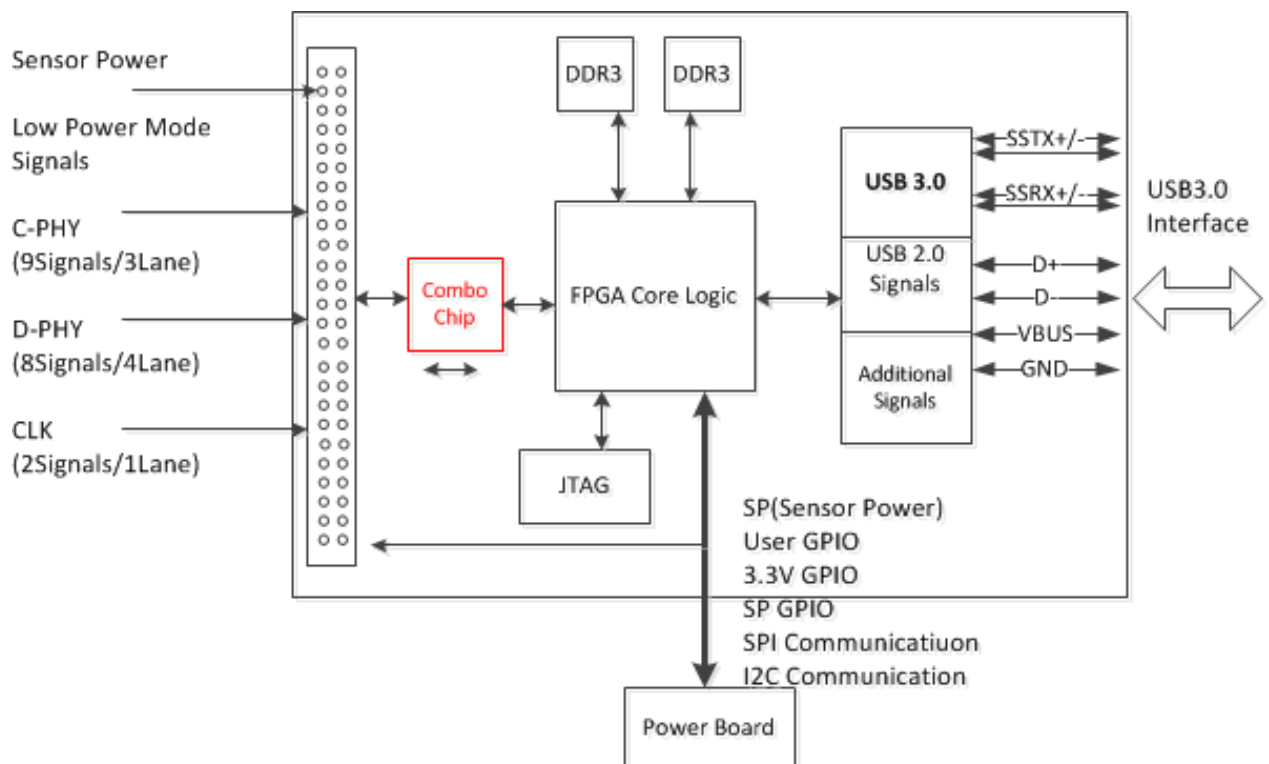 Sensor Power
Low Power Mode
Signals
C-PHY
(9Signals/3Lane)
D-PHY
(8Signals/4Lane)
CLK
(2Signals/1Lane)
DDR3
DDR3
Combo
Chip
FPGA Core Logic
JTAG
USB 3.0
USB 2.0
Signals
Additional
Signals
SSTX+/-
SSRX+/-
D+
D-
VBUS
GND
USB3.0
Interface
SP(Sensor Power)
User GPIO
3.3V GPIO
SP GPIO
SPI Communicatiuon
I2C Communication
Power Board